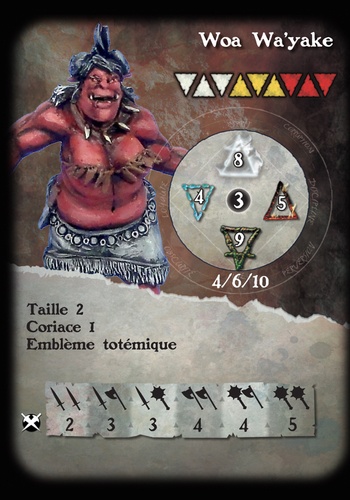 Woa Wa'yake
8
4 3 5
9
4/6/10
Taille 2
Coriace 1
Emblème totémique
2 3 3 4 4 5